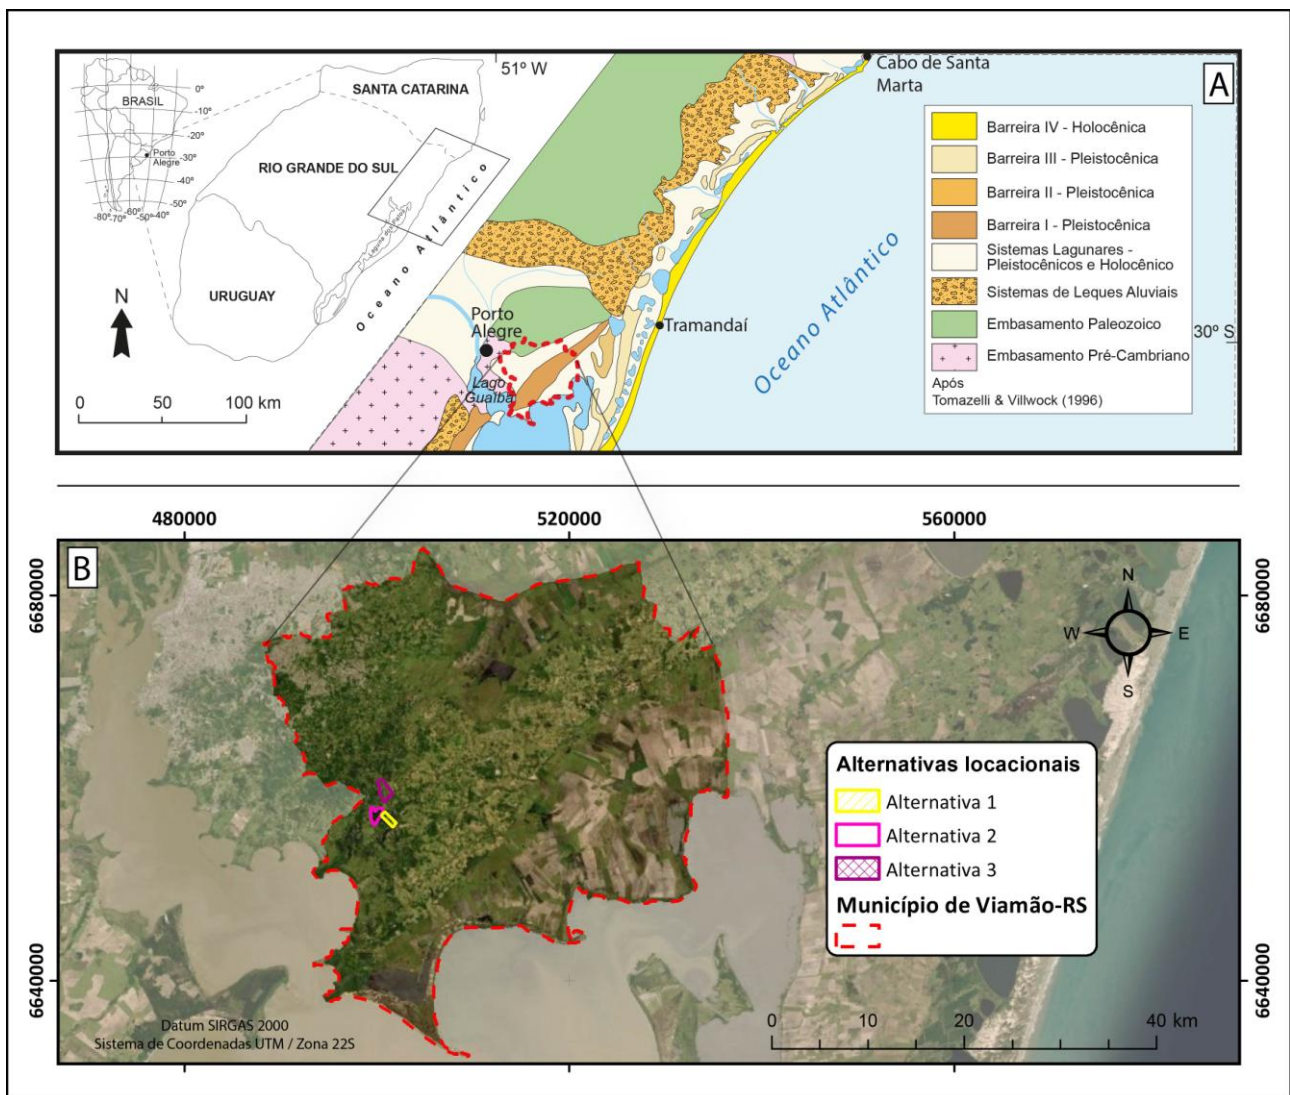 51º W
A
BRASIL
Porto
Alegre
0º
-10º
-20º
-30º
-40º
-50º
-80º
-70º
-60º
-50º
-40º
SANTA CATARINA
RIO GRANDE DO SUL
Laguna dos Patos
Oceano Atlântico
URUGUAY
N
0 50 100 km
Cabo de Santa
Marta
Porto
Alegre
Lago
Guaíba
Tramandaí
Oceano Atlântico
30º S
Barreira IV - Holocênica
Barreira III - Pleistocênica
Barreira II - Pleistocênica
Barreira I - Pleistocênica
Sistemas Lagunares -
Pleistocênicos e Holocênico
Sistemas de Leques Aluviais
Embasamento Paleozoico
Embasamento Pré-Cambriano
Após
Tomazelli & Villwock (1996)
480000 520000 560000
B
6680000
6640000
6680000
6640000
N
W E
S
Alternativas locacionais
Alternativa 1
Alternativa 2
Alternativa 3
Município de Viamão-RS
Datum SIRGAS 2000
Sistema de Coordenadas UTM / Zona 22S
0 10 20 40 km